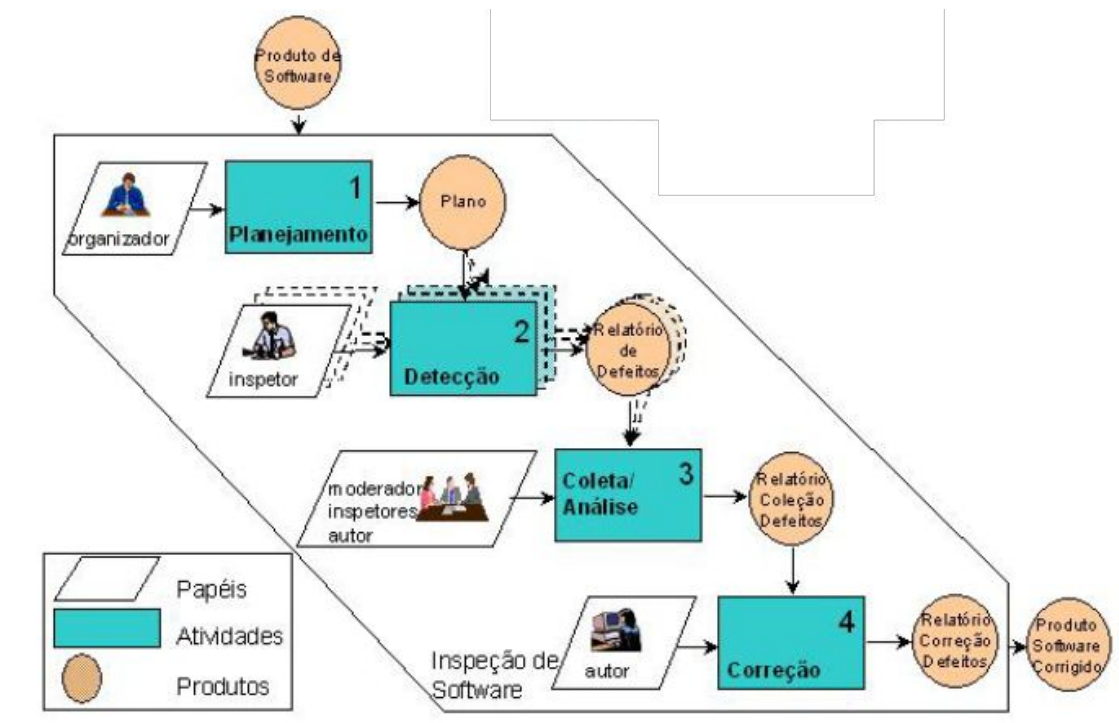 Produto de
Software
organizador
1
Planejamento
Plano
inspetor
2
Detecção
Relatório
de
Defeitos
moderador
inspetores
autor
Coleta/
Análise
3
Relatório
Coleção
Defeitos
Papéis
Atividades
Produtos
Inspeção de
Software
autor
4
Correção
Relatório
Correção
Defeitos
Produto
Software
Corrigido